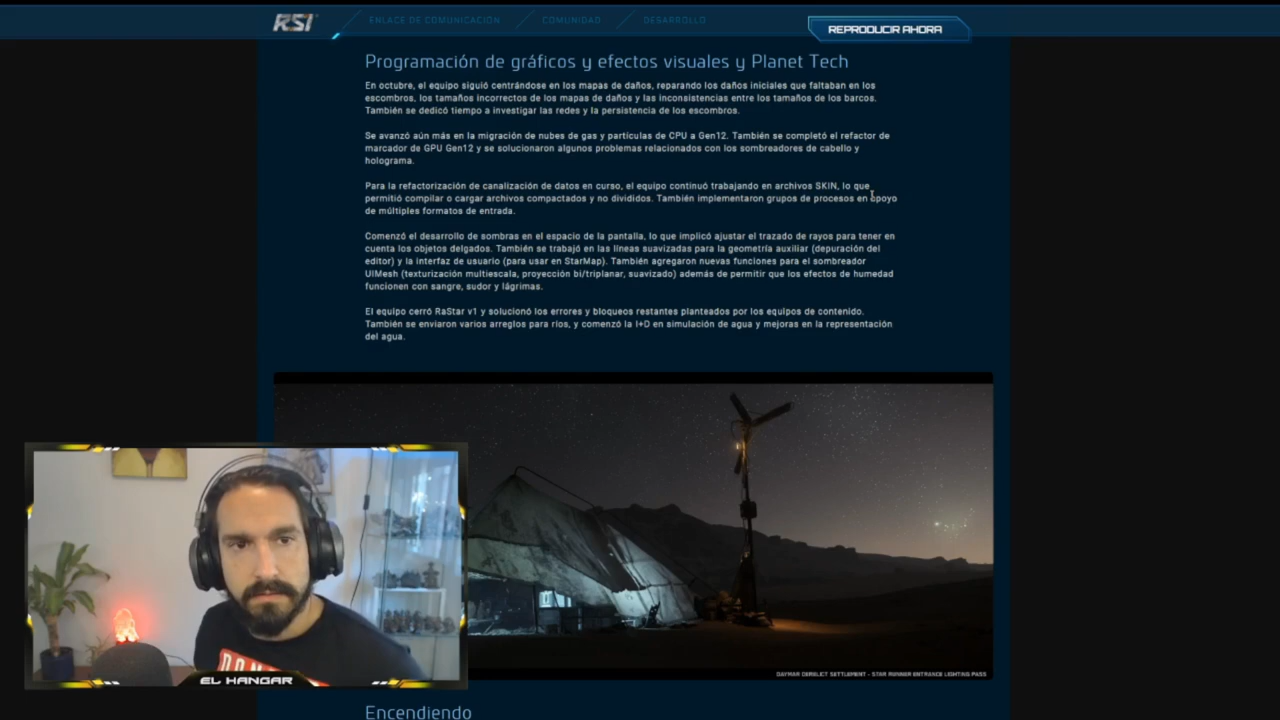 RSI
ENLACE DE COMUNICACIÓN
COMUNIDAD
DESARROLLO
REPRODUCIR AHORA
Programación de gráficos y efectos visuales y Planet Tech
En octubre, el equipo siguió centrándose en los mapas de daños, reparando los daños iniciales que faltaban en los
escombros, los tamaños incorrectos de los mapas de daños y las inconsistencias entre los tamaños de los barcos.
También se dedicó tiempo a investigar las redes y la persistencia de los escombros.
Se avanzó aún más en la migración de nubes de gas y partículas de CPU a Gen12. También se completó el refactor de
marcador de GPU Gen12 y se solucionaron algunos problemas relacionados con los sombreadores de cabello y
holograma.
Para la refactorización de canalización de datos en curso, el equipo continuó trabajando en archivos SKIN, lo que
permitió compilar o cargar archivos compactados y no divididos. También implementaron grupos de procesos en apoyo
de múltiples formatos de entrada.
Comenzó el desarrollo de sombras en el espacio de la pantalla, lo que implicó ajustar el trazado de rayos para tener en
cuenta los objetos delgados. También se trabajó en las líneas suavizadas para la geometría auxiliar (depuración del
editor) y la interfaz de usuario (para usar en StarMap). También agregaron nuevas funciones para el sombreador
UIMesh (texturización multiescala, proyección bi/triplanar, suavizado) además de permitir que los efectos de humedad
funcionen con sangre, sudor y lágrimas.
El equipo cerró RaStar v1 y solucionó los errores y bloqueos restantes planteados por los equipos de contenido.
También se enviaron varios arreglos para ríos, y comenzó la I+D en simulación de agua y mejoras en la representación
del agua.
DAYMAR DERELICT SETTLEMENT - STAR RUNNER ENTRANCE LIGHTING PASS
EL HANGAR
Encendiendo